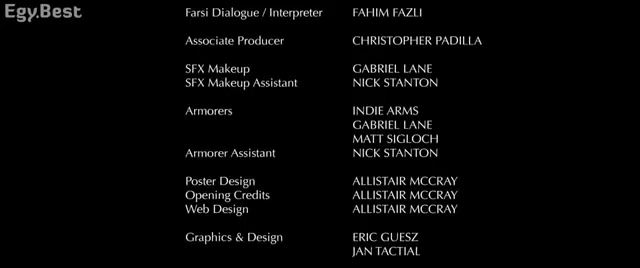 Egy.Best
Farsi Dialogue / Interpreter FAHIM FAZLI
Associate Producer CHRISTOPHER PADILLA
SFX Makeup GABRIEL LANE
SFX Makeup Assistant NICK STANTON
Armorers INDIE ARMS
GABRIEL LANE
MATT SIGLOCH
Armorer Assistant NICK STANTON
Poster Design ALLISTAIR MCCRAY
Opening Credits ALLISTAIR MCCRAY
Web Design ALLISTAIR MCCRAY
Graphics & Design ERIC GUESZ
JAN TACTIAL